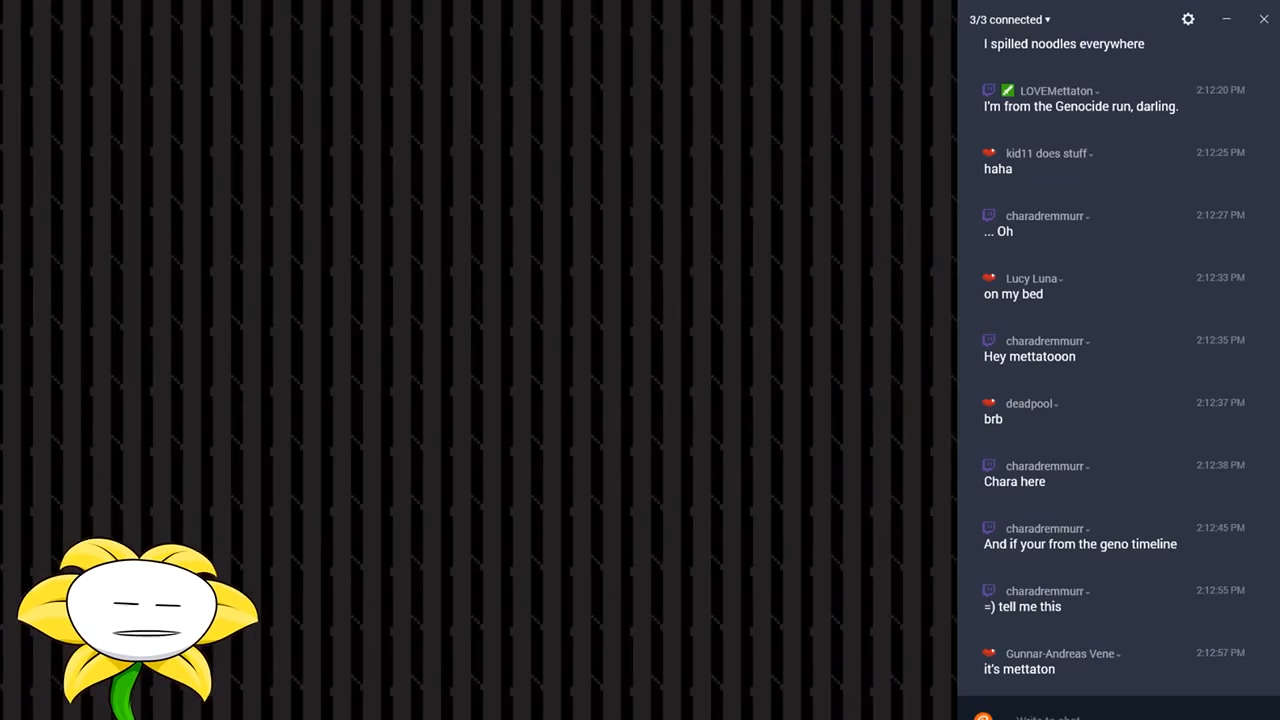 3/3 connected
I spilled noodles everywhere
LOVEMettaton
2:12:20 PM
I'm from the Genocide run, darling.
kid11 does stuff
2:12:25 PM
haha
charadremmurr
2:12:27 PM
... Oh
Lucy Luna
2:12:33 PM
on my bed
charadremmurr
2:12:35 PM
Hey mettatooon
deadpool
2:12:37 PM
brb
charadremmurr
2:12:38 PM
Chara here
charadremmurr
2:12:45 PM
And if your from the geno timeline
charadremmurr
2:12:55 PM
=) tell me this
Gunnar-Andreas Vene
2:12:57 PM
it's mettaton
Write to chat